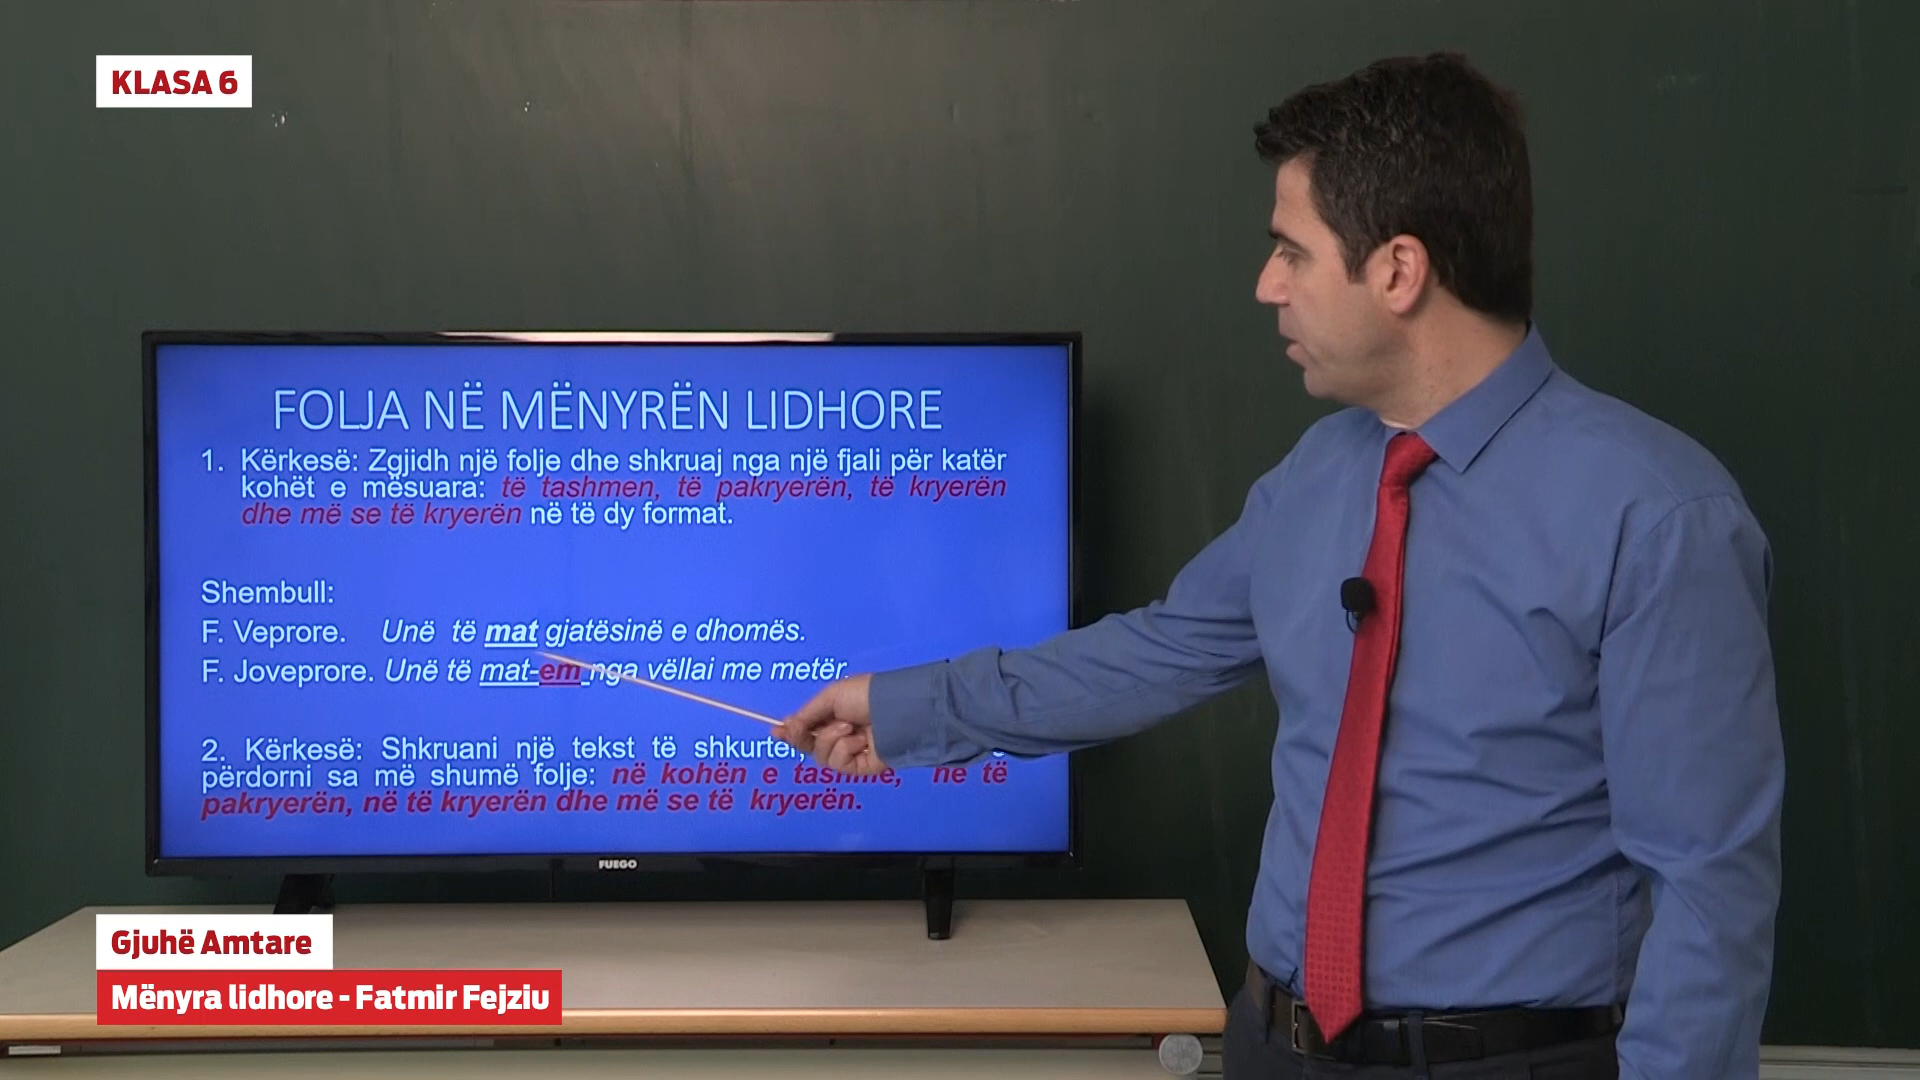 KLASA 6
FOLJA NË MËNYRËN LIDHORE
1. Kërkesë: Zgjidh një folje dhe shkruaj nga një fjali për katër
kohët e mësuara: të tashmen, të pakryerën, të kryerën
dhe më se të kryerën në të dy format.
Shembull:
F. Veprore. Unë të mat gjatësinë e dhomës.
F. Joveprore. Unë të mat-em nga vëllai me metër.
2. Kërkesë: Shkruani një tekst të shkurtër,
përdorni sa më shumë folje: në kohën e tashme, në të
pakryerën, në të kryerën dhe më se të kryerën.
FUEGO
Gjuhë Amtare
Mënyra lidhore - Fatmir Fejziu